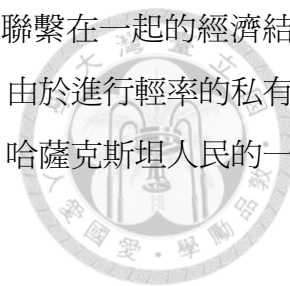 聯繫在一起的經濟結
由於進行輕率的私有
哈薩克斯坦人民的一